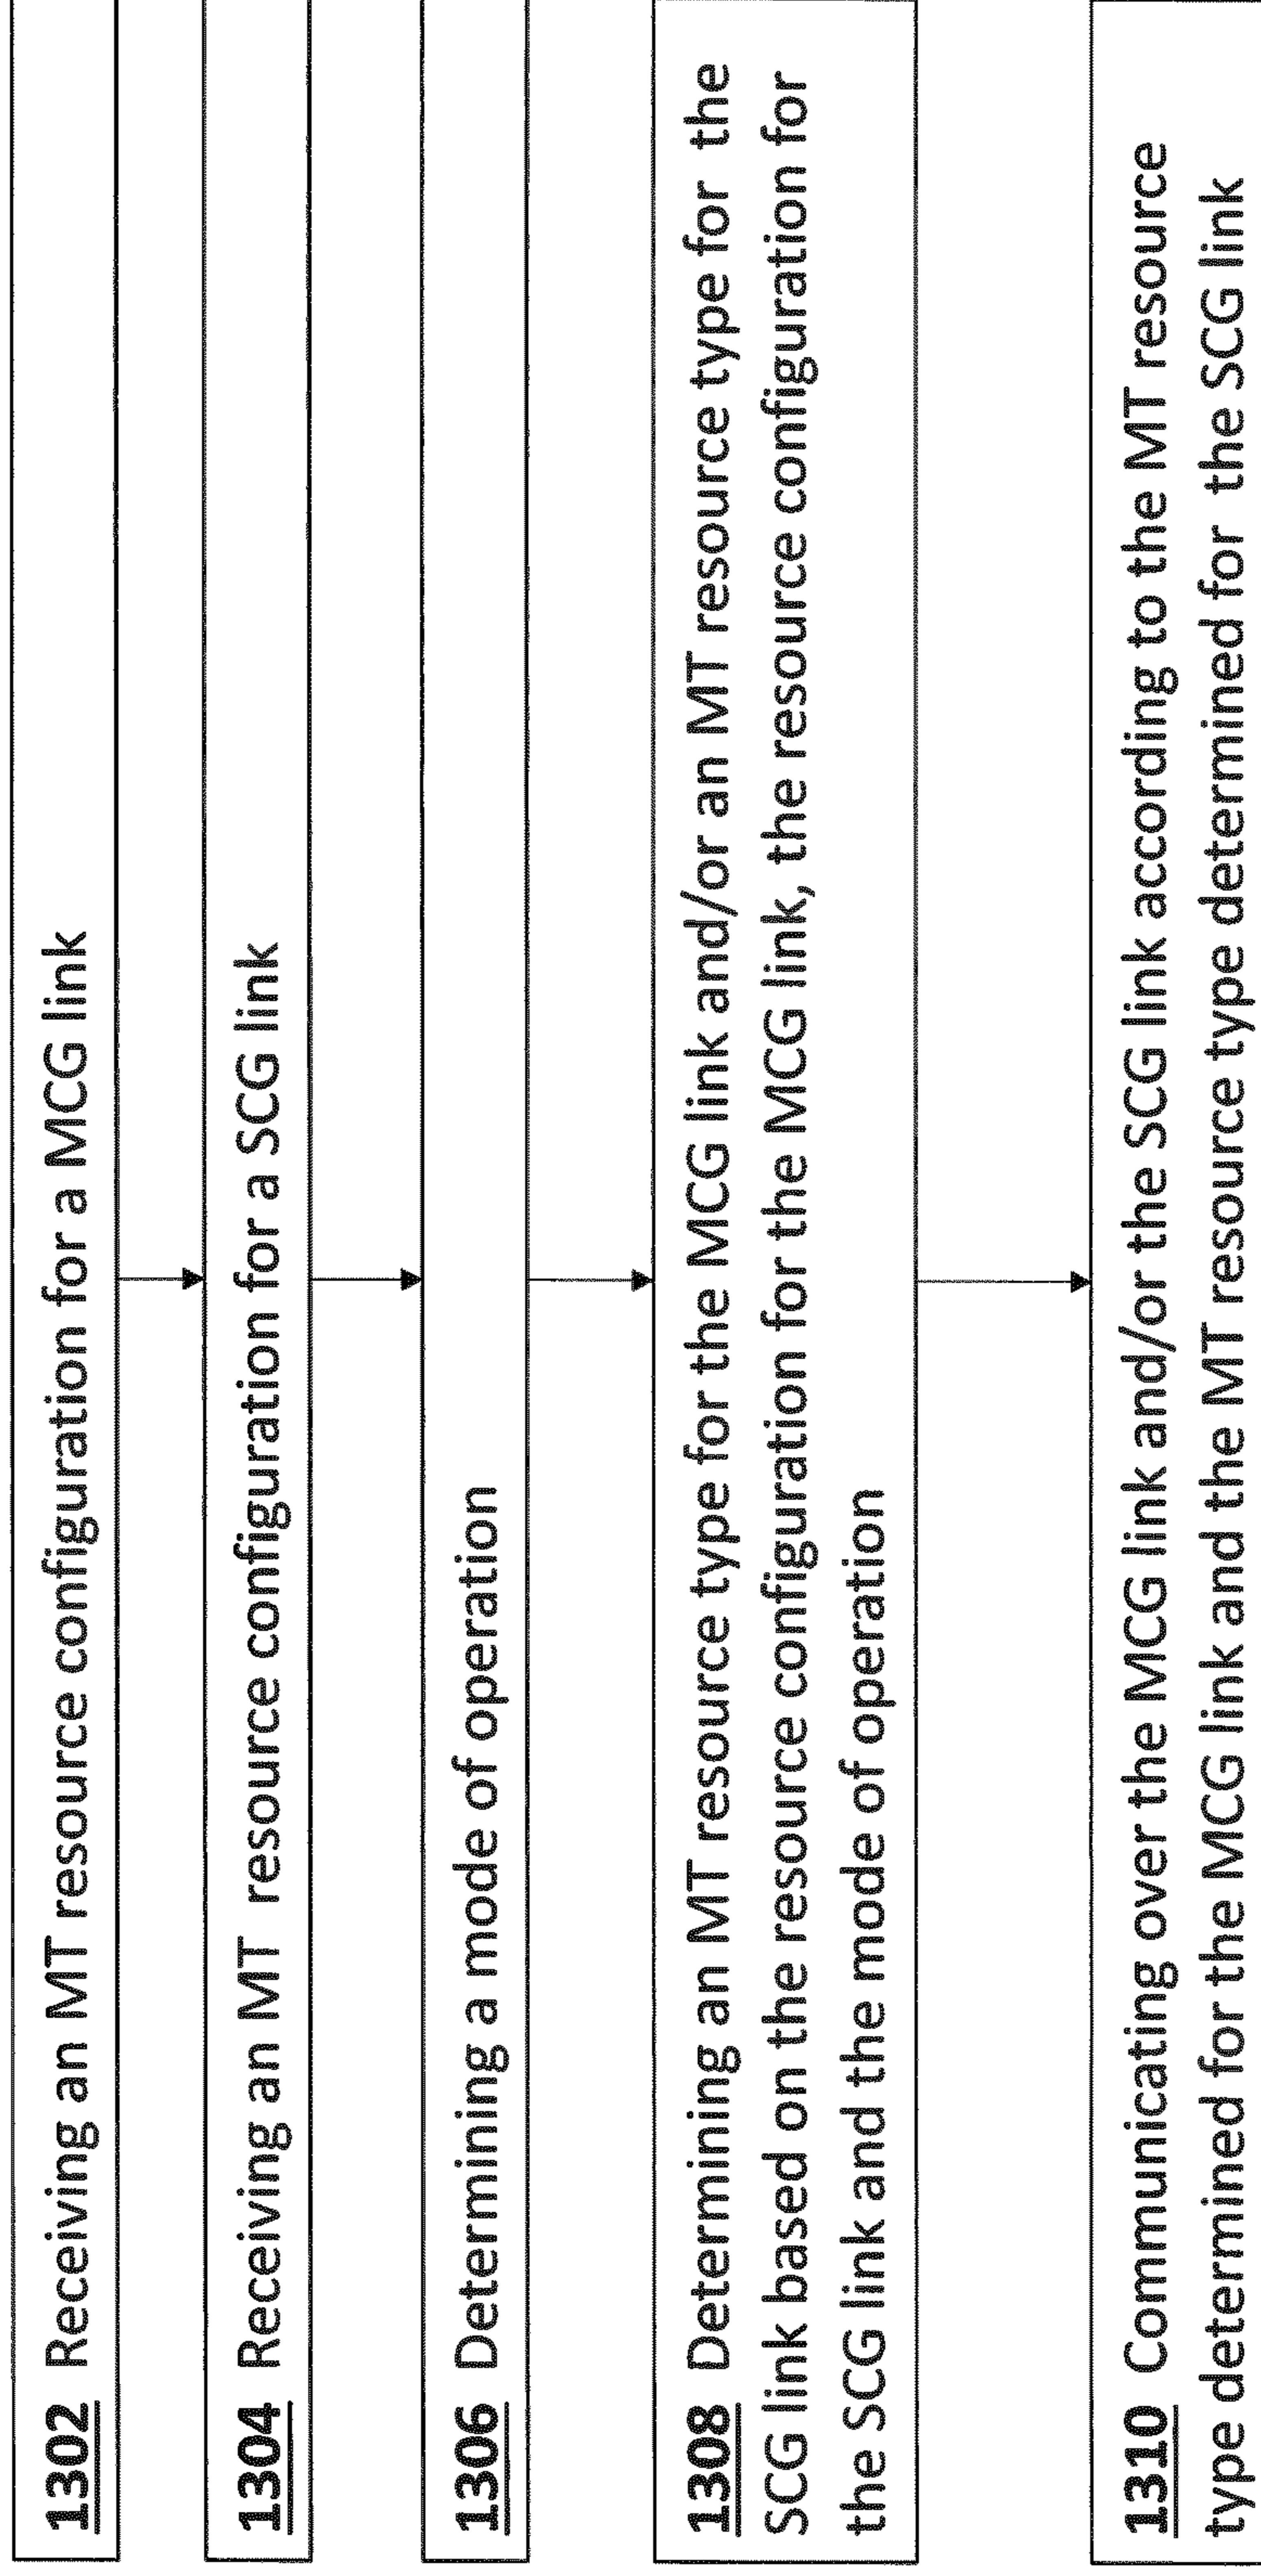 1302 Receiving an MT resource configuration for a MCG link
1304 Receiving an MT resource configuration for a SCG link
1306 Determining a mode of operation
1308 Determining an MT resource type for the MCG link and/or an MT resource type for the
SCG link based on the resource configuration for the MCG link, the resource configuration for
the SCG link and the mode of operation
1310 Communicating over the MCG link and/or the SCG link according to the MT resource
type determined for the MCG link and the MT resource type determined for the SCG link